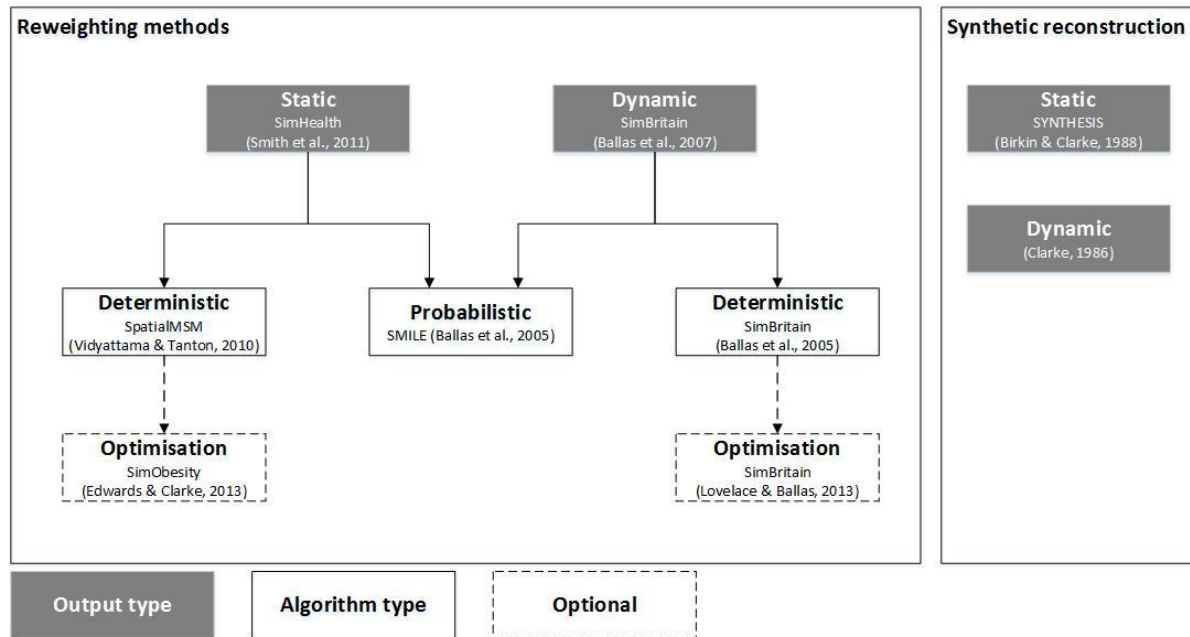 Reweighting methods
Static
SimHealth
(Smith et al., 2011)
Dynamic
SimBritain
(Ballas et al., 2007)
Deterministic
SpatialMSM
(Vidyattama & Tanton, 2010)
Probabilistic
SMILE (Ballas et al., 2005)
Deterministic
SimBritain
(Ballas et al., 2005)
Optimisation
SimObesity
(Edwards & Clarke, 2013)
Optimisation
SimBritain
(Lovelace & Ballas, 2013)
Synthetic reconstruction
Static
SYNTHESIS
(Birkin & Clarke, 1988)
Dynamic
(Clarke, 1986)
Output type
Algorithm type
Optional